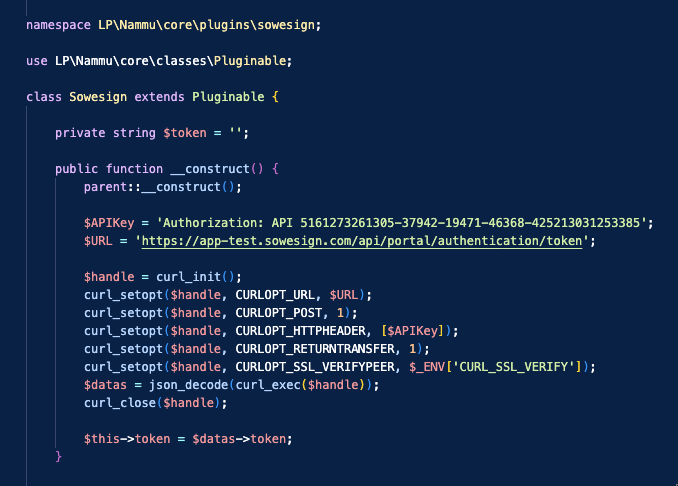 namespace LP\Nammu\core\plugins\sowesign;
use LP\Nammu\core\classes\Pluginable;
class Sowesign extends Pluginable {
private string $token = '';
public function __construct() {
parent::__construct();
$APIKey = 'Authorization: API 5161273261305-37942-19471-46368-425213031253385';
$URL = 'https://app-test.sowesign.com/api/portal/authentication/token';
$handle = curl_init();
curl_setopt($handle, CURLOPT_URL, $URL);
curl_setopt($handle, CURLOPT_POST, 1);
curl_setopt($handle, CURLOPT_HTTPHEADER, [$APIKey]);
curl_setopt($handle, CURLOPT_RETURNTRANSFER, 1);
curl_setopt($handle, CURLOPT_SSL_VERIFYPEER, $_ENV['CURL_SSL_VERIFY']);
$datas = json_decode(curl_exec($handle));
curl_close($handle);
$this->token = $datas->token;
}